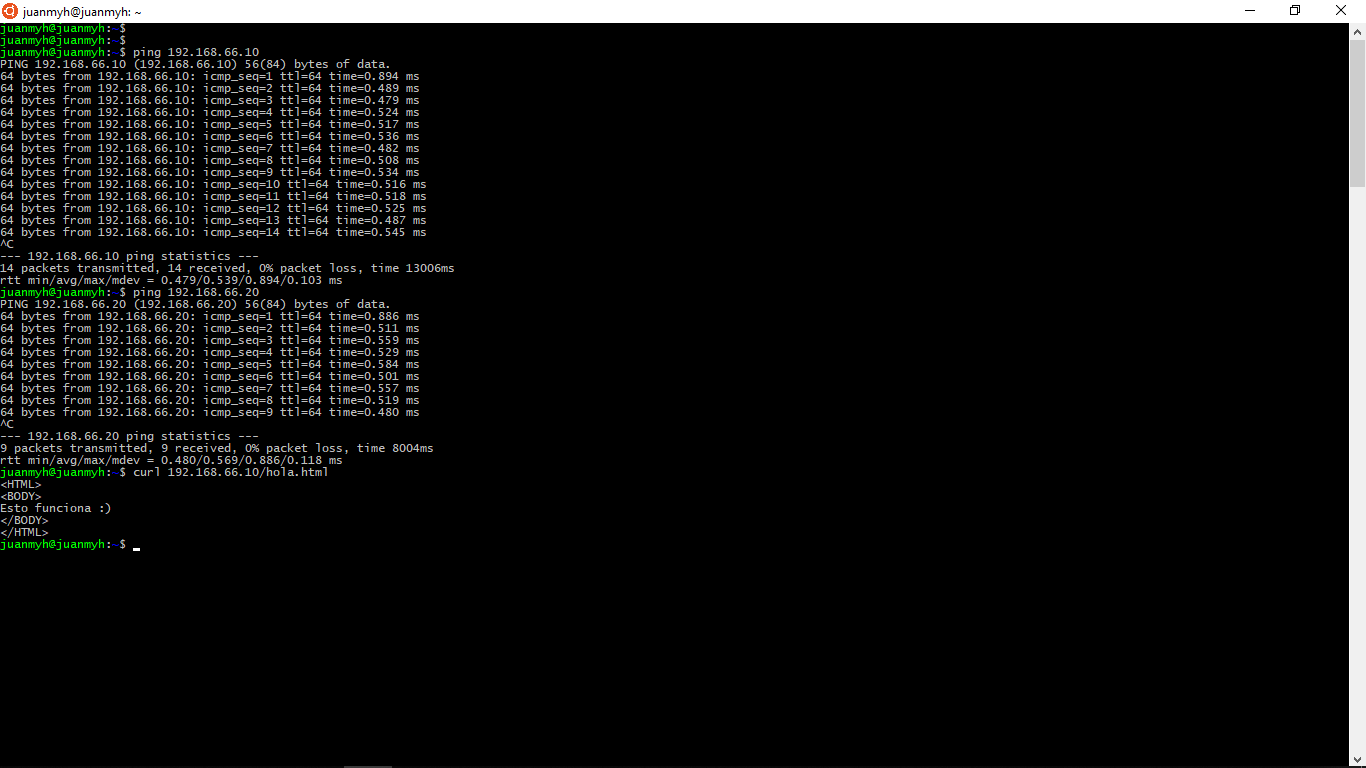 juanmyh@juanmyh: ~
juanmyh@juanmyh:~$
juanmyh@juanmyh:~$
juanmyh@juanmyh:~$ ping 192.168.66.10
PING 192.168.66.10 (192.168.66.10) 56(84) bytes of data.
64 bytes from 192.168.66.10: icmp_seq=1 ttl=64 time=0.894 ms
64 bytes from 192.168.66.10: icmp_seq=2 ttl=64 time=0.489 ms
64 bytes from 192.168.66.10: icmp_seq=3 ttl=64 time=0.479 ms
64 bytes from 192.168.66.10: icmp_seq=4 ttl=64 time=0.524 ms
64 bytes from 192.168.66.10: icmp_seq=5 ttl=64 time=0.517 ms
64 bytes from 192.168.66.10: icmp_seq=6 ttl=64 time=0.536 ms
64 bytes from 192.168.66.10: icmp_seq=7 ttl=64 time=0.482 ms
64 bytes from 192.168.66.10: icmp_seq=8 ttl=64 time=0.508 ms
64 bytes from 192.168.66.10: icmp_seq=9 ttl=64 time=0.534 ms
64 bytes from 192.168.66.10: icmp_seq=10 ttl=64 time=0.516 ms
64 bytes from 192.168.66.10: icmp_seq=11 ttl=64 time=0.518 ms
64 bytes from 192.168.66.10: icmp_seq=12 ttl=64 time=0.525 ms
64 bytes from 192.168.66.10: icmp_seq=13 ttl=64 time=0.487 ms
64 bytes from 192.168.66.10: icmp_seq=14 ttl=64 time=0.545 ms
^C
--- 192.168.66.10 ping statistics ---
14 packets transmitted, 14 received, 0% packet loss, time 13006ms
rtt min/avg/max/mdev = 0.479/0.539/0.894/0.103 ms
juanmyh@juanmyh:~$ ping 192.168.66.20
PING 192.168.66.20 (192.168.66.20) 56(84) bytes of data.
64 bytes from 192.168.66.20: icmp_seq=1 ttl=64 time=0.886 ms
64 bytes from 192.168.66.20: icmp_seq=2 ttl=64 time=0.511 ms
64 bytes from 192.168.66.20: icmp_seq=3 ttl=64 time=0.559 ms
64 bytes from 192.168.66.20: icmp_seq=4 ttl=64 time=0.529 ms
64 bytes from 192.168.66.20: icmp_seq=5 ttl=64 time=0.584 ms
64 bytes from 192.168.66.20: icmp_seq=6 ttl=64 time=0.501 ms
64 bytes from 192.168.66.20: icmp_seq=7 ttl=64 time=0.557 ms
64 bytes from 192.168.66.20: icmp_seq=8 ttl=64 time=0.519 ms
64 bytes from 192.168.66.20: icmp_seq=9 ttl=64 time=0.480 ms
^C
--- 192.168.66.20 ping statistics ---
9 packets transmitted, 9 received, 0% packet loss, time 8004ms
rtt min/avg/max/mdev = 0.480/0.569/0.886/0.118 ms
juanmyh@juanmyh:~$ curl 192.168.66.10/hola.html
<HTML>
<BODY>
Esto funciona :)
</BODY>
</HTML>
juanmyh@juanmyh:~$